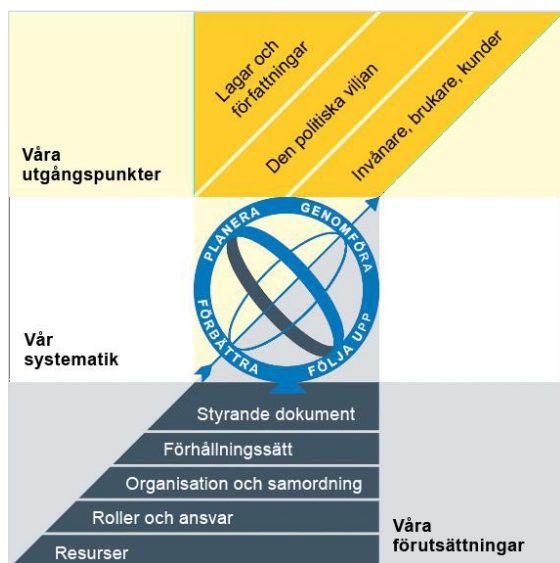 Lagar och
författningar
Den politiska viljan
Invånare, brukare, kunder
Våra
utgångspunkter
PLANERA
GENOMFÖRA
FÖLJA UPP
FÖRBÄTTRA
Vår
systematik
Styrande dokument
Förhållningssätt
Organisation och samordning
Roller och ansvar
Resurser
Våra
förutsättningar